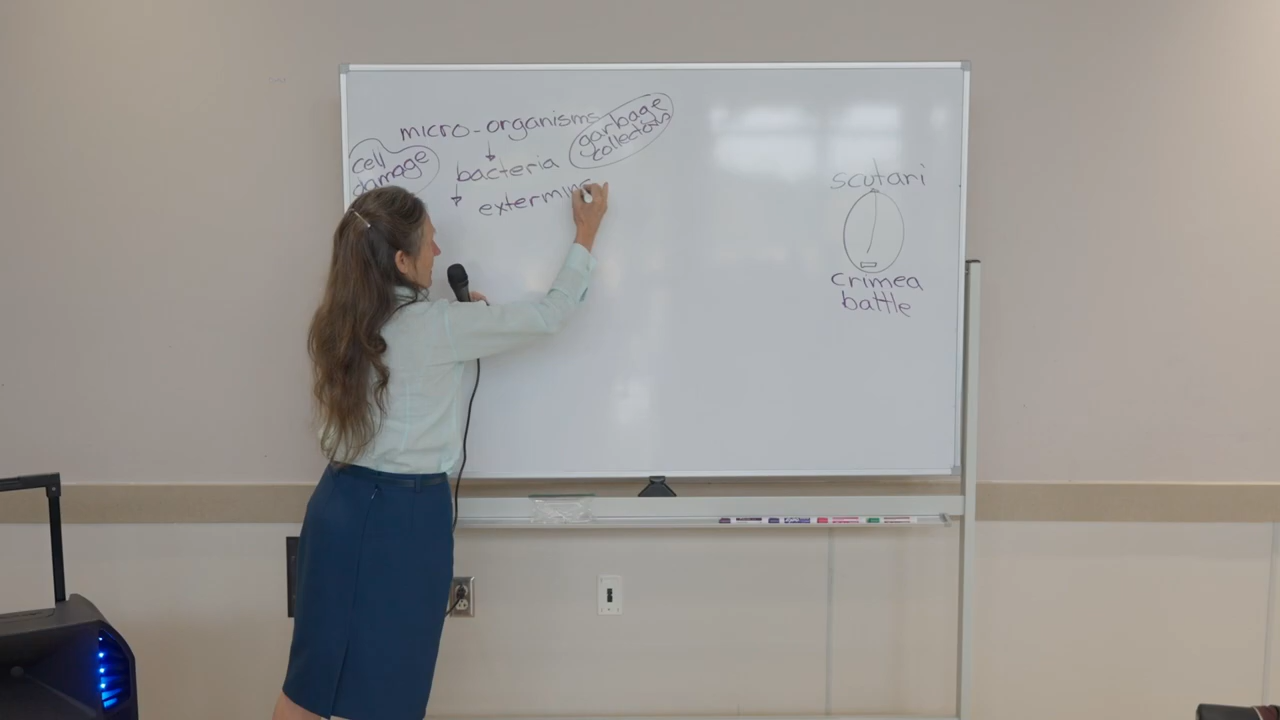 micro-organisms
garbage
collectors
cell
damage
bacteria
extermin
scutari
crimea
battle